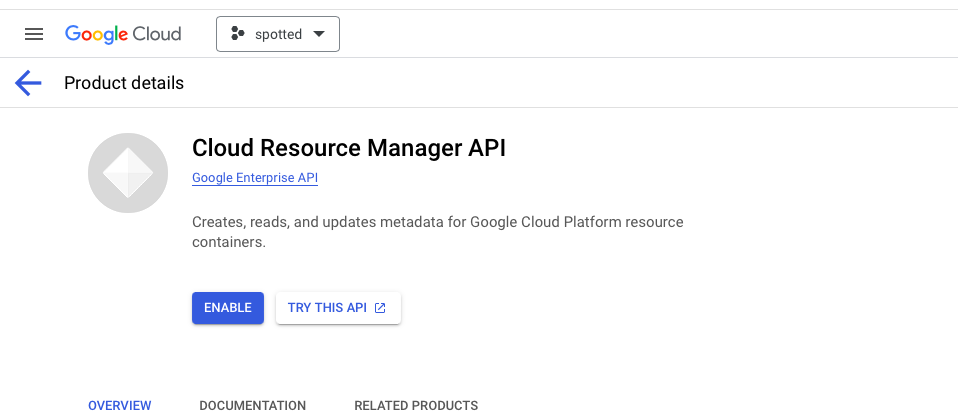 Google Cloud
spotted
Product details
Cloud Resource Manager API
Google Enterprise API
Creates, reads, and updates metadata for Google Cloud Platform resource
containers.
ENABLE
TRY THIS API
OVERVIEW
DOCUMENTATION
RELATED PRODUCTS